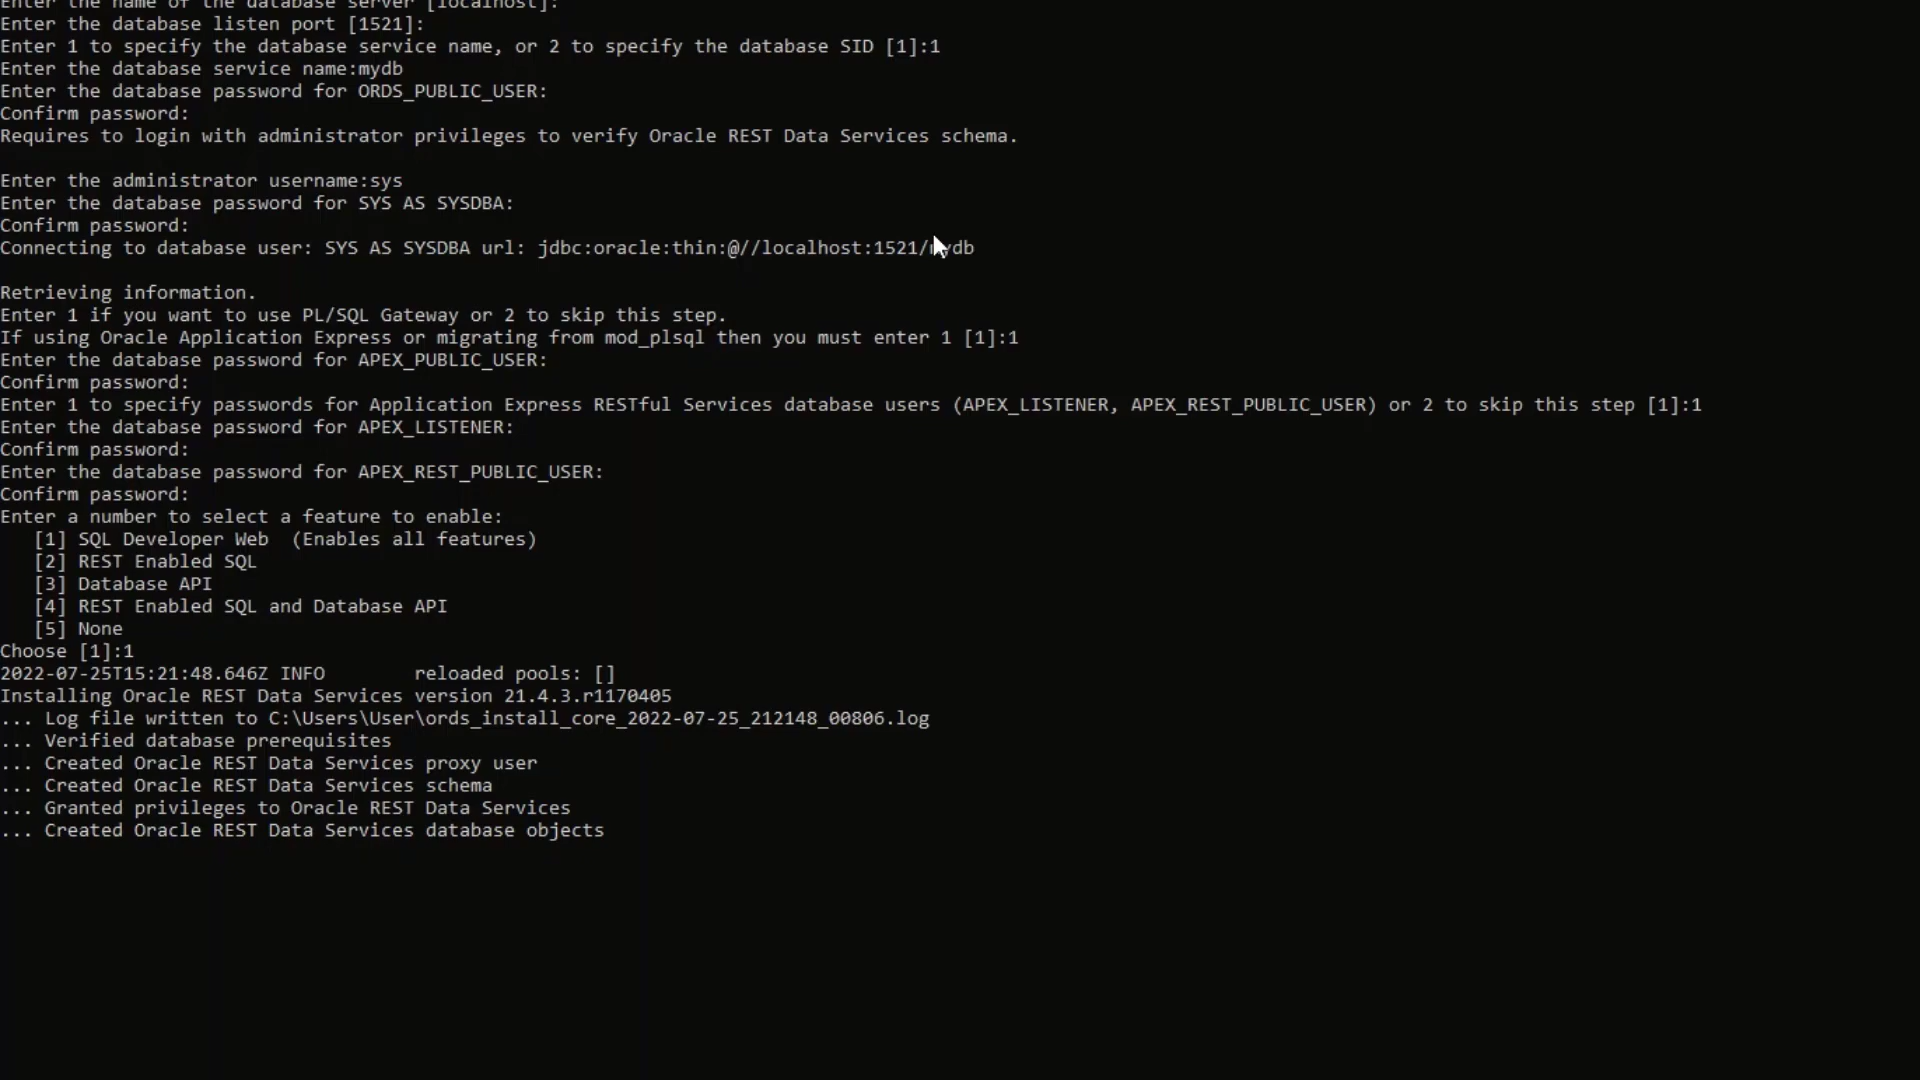 Enter the name of the database server [localhost]:
Enter the database listen port [1521]:
Enter 1 to specify the database service name, or 2 to specify the database SID [1]:1
Enter the database service name:mydb
Enter the database password for ORDS_PUBLIC_USER:
Confirm password:
Requires to login with administrator privileges to verify Oracle REST Data Services schema.
Enter the administrator username:sys
Enter the database password for SYS AS SYSDBA:
Confirm password:
Connecting to database user: SYS AS SYSDBA url: jdbc:oracle:thin:@//localhost:1521/mydb
Retrieving information.
Enter 1 if you want to use PL/SQL Gateway or 2 to skip this step.
If using Oracle Application Express or migrating from mod_plsql then you must enter 1 [1]:1
Enter the database password for APEX_PUBLIC_USER:
Confirm password:
Enter 1 to specify passwords for Application Express RESTful Services database users (APEX_LISTENER, APEX_REST_PUBLIC_USER) or 2 to skip this step [1]:1
Enter the database password for APEX_LISTENER:
Confirm password:
Enter the database password for APEX_REST_PUBLIC_USER:
Confirm password:
Enter a number to select a feature to enable:
[1] SQL Developer Web  (Enables all features)
[2] REST Enabled SQL
[3] Database API
[4] REST Enabled SQL and Database API
[5] None
Choose [1]:1
2022-07-25T15:21:48.646Z INFO        reloaded pools: []
Installing Oracle REST Data Services version 21.4.3.r1170405
... Log file written to C:\Users\User\ords_install_core_2022-07-25_212148_00806.log
... Verified database prerequisites
... Created Oracle REST Data Services proxy user
... Created Oracle REST Data Services schema
... Granted privileges to Oracle REST Data Services
... Created Oracle REST Data Services database objects